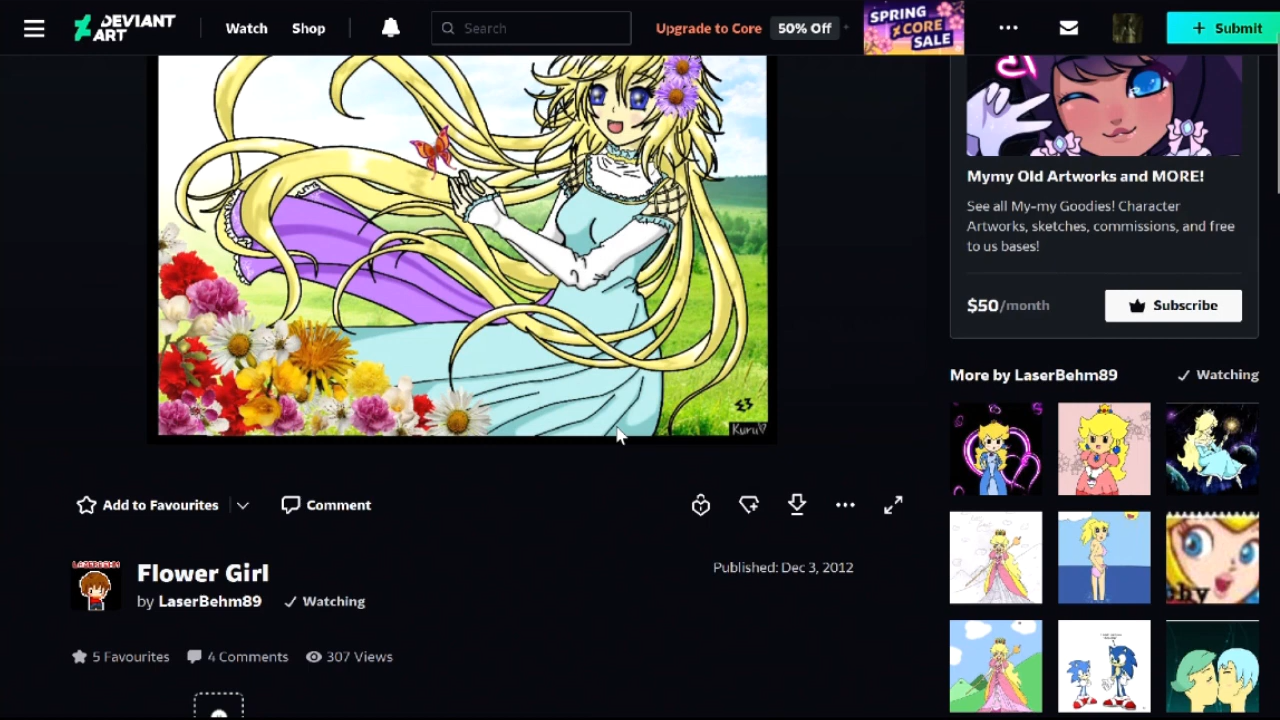 DEVIANT
ART
Watch
Shop
Search
Upgrade to Core
50% Off
SPRING
CORE
SALE
Submit
Kuru
Mymy Old Artworks and MORE!
See all My-my Goodies! Character
Artworks, sketches, commissions, and free
to us bases!
$50/month
Subscribe
More by LaserBehm89
Watching
Add to Favourites
Comment
LASERBEHM
Flower Girl
by LaserBehm89
Watching
Published: Dec 3, 2012
5 Favourites
4 Comments
307 Views